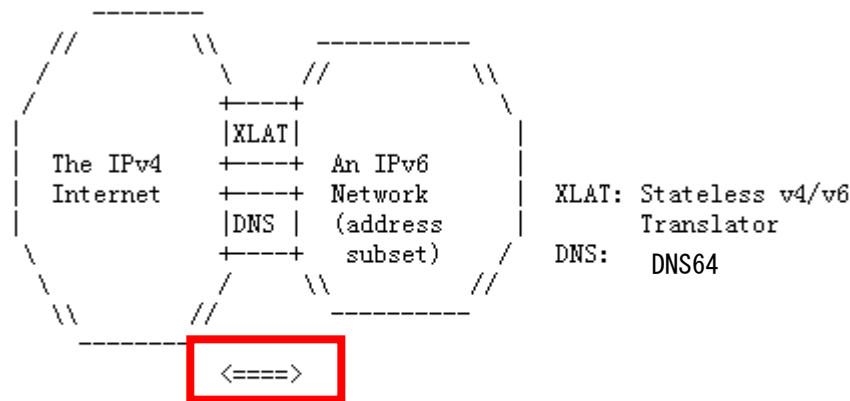 The IPv4
Internet
XLAT
DNS
An IPv6
Network
(address
subset)
XLAT: Stateless v4/v6
Translator
DNS: DNS64
<====>